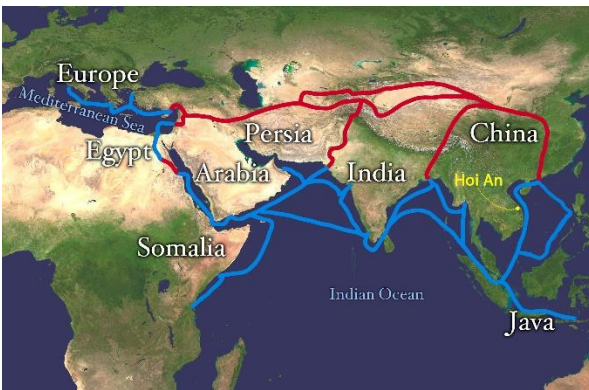 Europe
Mediterranean Sea
Egypt
Persia
China
Arabia
India
Hoi An
Somalia
Indian Ocean
Java